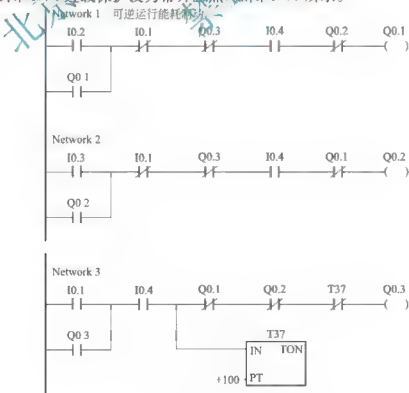 Network 1 可逆运行能耗制动
I0.2 I0.1 Q0.3 I0.4 Q0.2 Q0.1
Q0 1
Network 2
I0.3 I0.1 Q0.3 I0.4 Q0.1 Q0.2
Q0 2
Network 3
I0.1 I0.4 Q0.1 Q0.2 T37 Q0.3
Q0 3 T37
IN TON
+100 PT